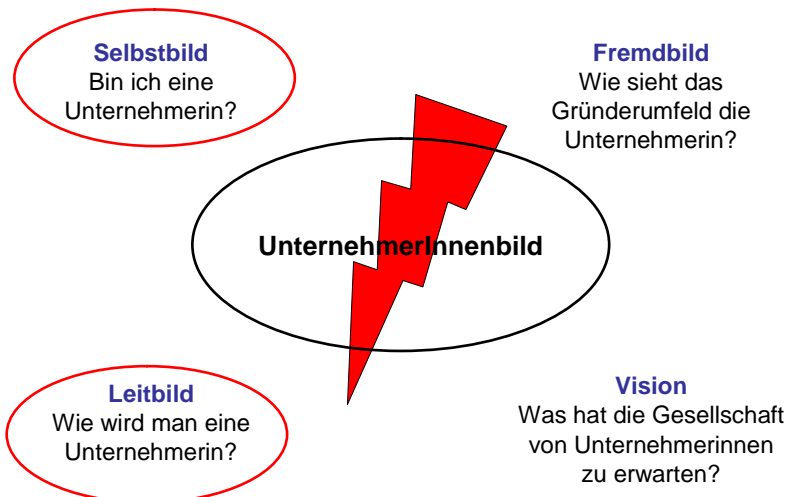 Selbstbild
Bin ich eine
Unternehmerin?
Fremdbild
Wie sieht das
Gründerumfeld die
Unternehmerin?
UnternehmerInnenbild
Leitbild
Wie wird man eine
Unternehmerin?
Vision
Was hat die Gesellschaft
von Unternehmerinnen
zu erwarten?